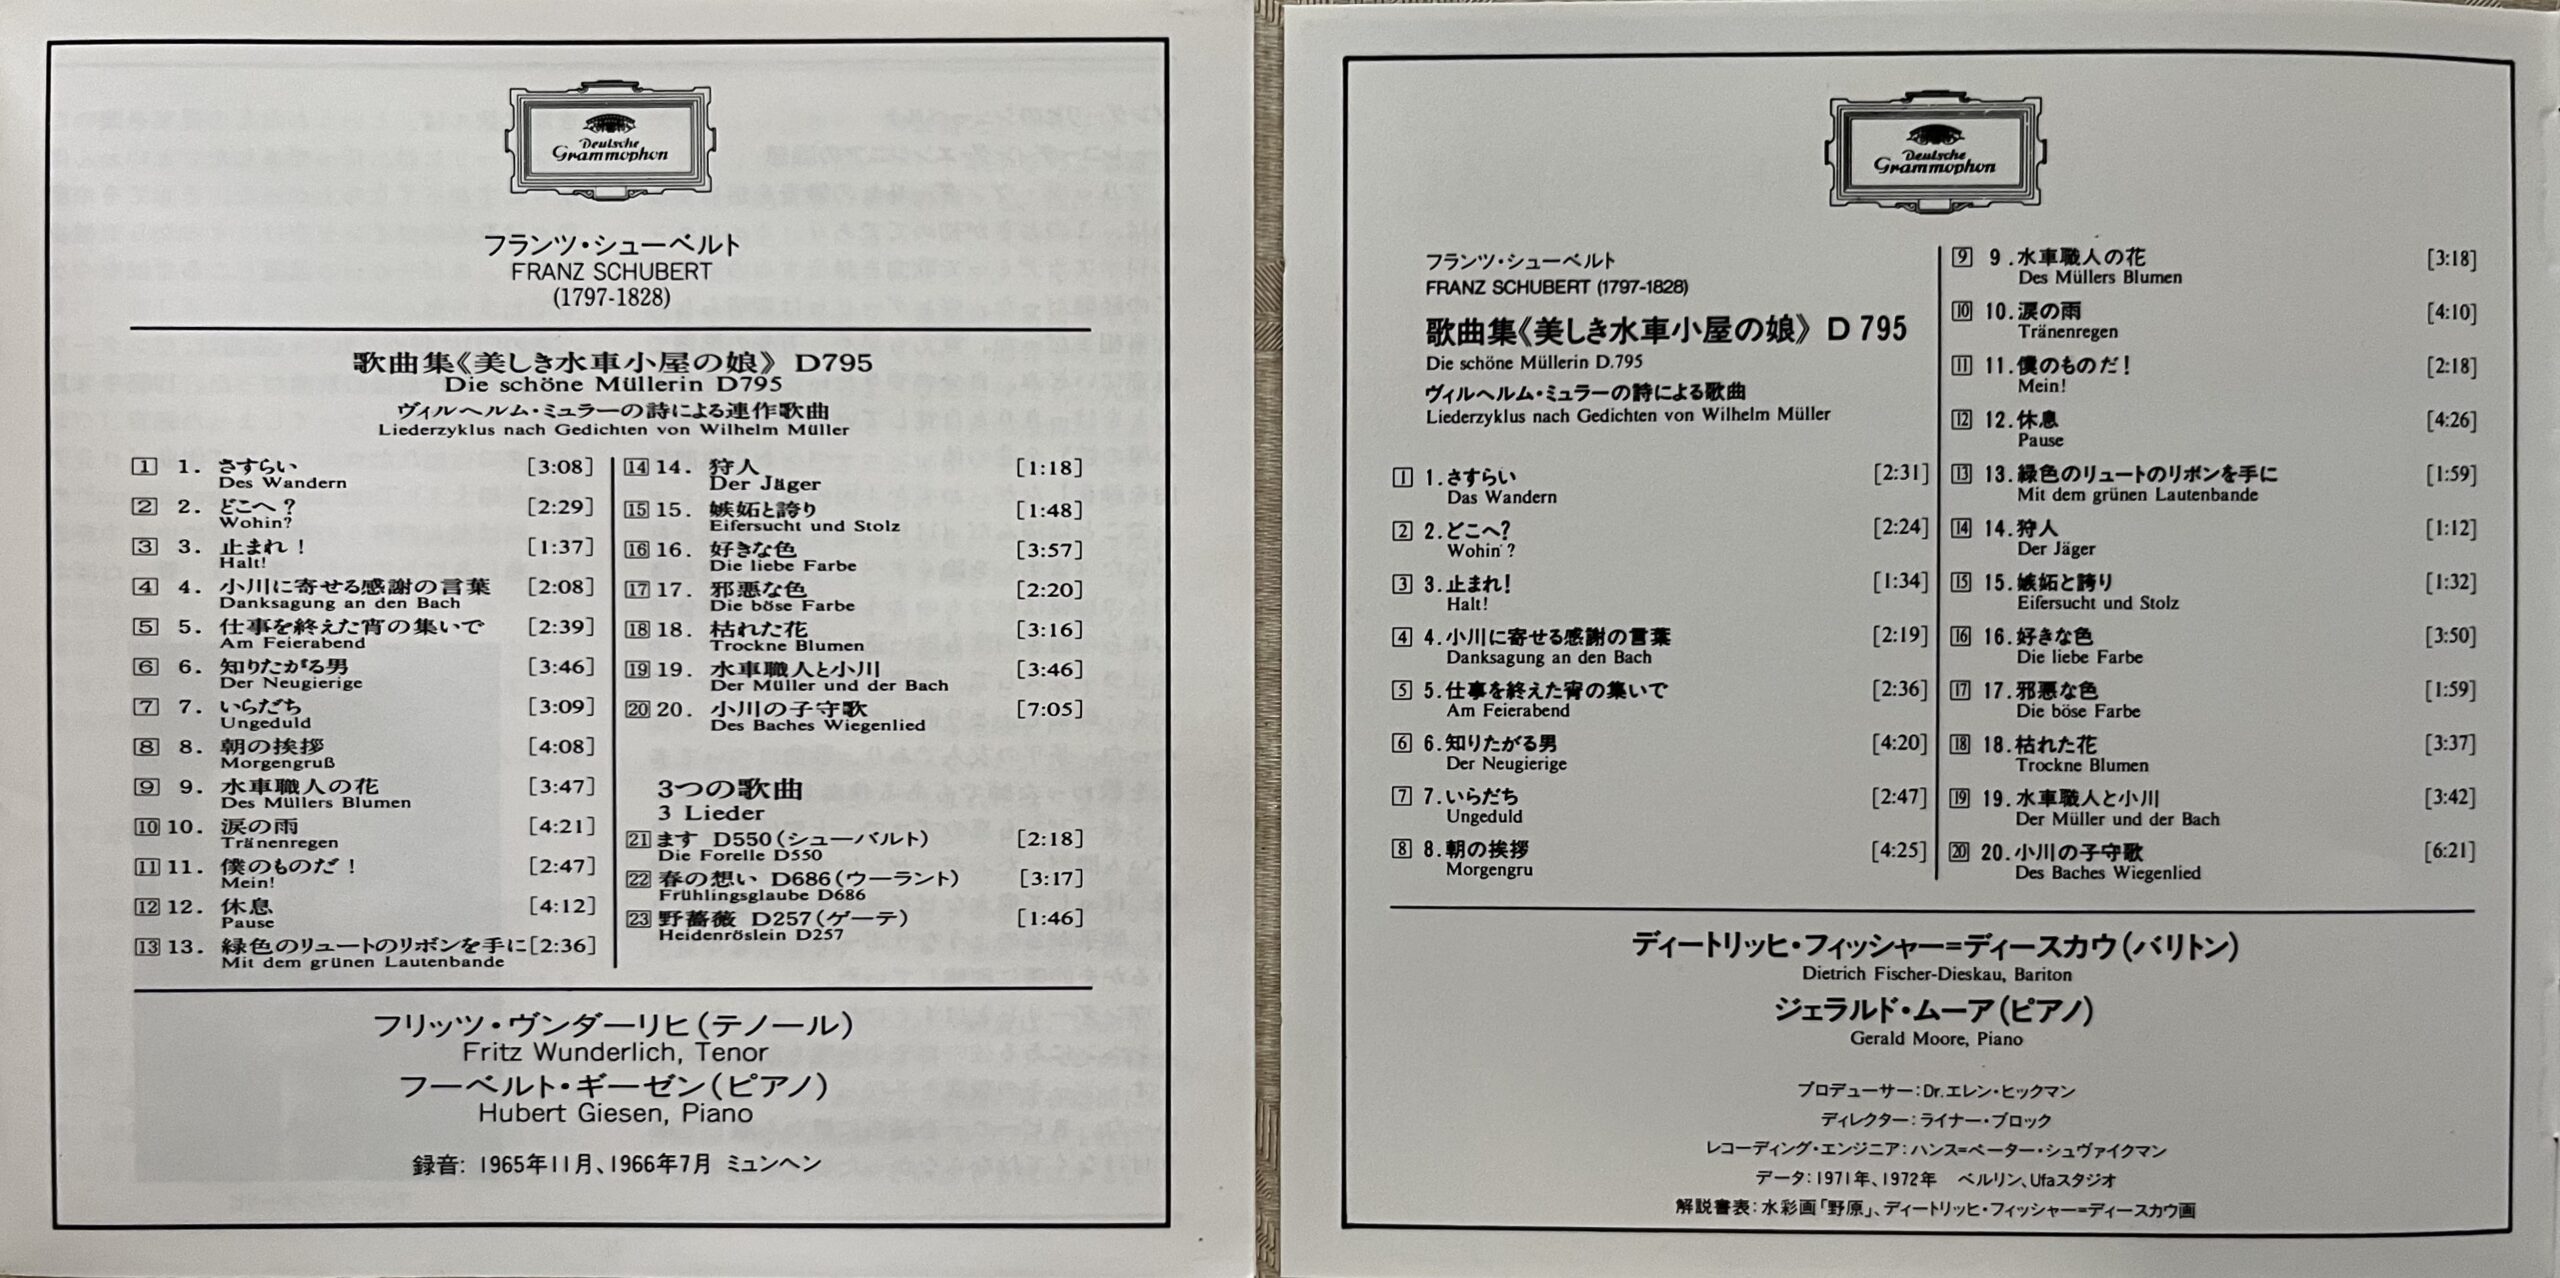 Deutsche
Grammophon
フランツ・シューベルト
FRANZ SCHUBERT
(1797-1828)
歌曲集《美しき水車小屋の娘》 D795
Die schöne Müllerin D795
ヴィルヘルム・ミュラーの詩による連作歌曲
Liederzyklus nach Gedichten von Wilhelm Müller
1 1. さすらい [3:08]
Des Wandern
2 2. どこへ? [2:29]
Wohin?
3 3. 止まれ! [1:37]
Halt!
4 4. 小川に寄せる感謝の言葉 [2:08]
Danksagung an den Bach
5 5. 仕事を終えた宵の集いで [2:39]
Am Feierabend
6 6. 知りたがる男 [3:46]
Der Neugierige
7 7. いらだち [3:09]
Ungeduld
8 8. 朝の挨拶 [4:08]
Morgengruß
9 9. 水車職人の花 [3:47]
Des Müllers Blumen
10 10. 涙の雨 [4:21]
Tränenregen
11 11. 僕のものだ! [2:47]
Mein!
12 12. 休息 [4:12]
Pause
13 13. 緑色のリュートのリボンを手に [2:36]
Mit dem grünen Lautenbande
14 14. 狩人 [1:18]
Der Jäger
15 15. 嫉妬と誇り [1:48]
Eifersucht und Stolz
16 16. 好きな色 [3:57]
Die liebe Farbe
17 17. 邪悪な色 [2:20]
Die böse Farbe
18 18. 枯れた花 [3:16]
Trockne Blumen
19 19. 水車職人と小川 [3:46]
Der Müller und der Bach
20 20. 小川の子守歌 [7:05]
Des Baches Wiegenlied
3つの歌曲
3 Lieder
21 ます D550(シューバルト) [2:18]
Die Forelle D550
22 春の想い D686(ウーラント) [3:17]
Frühlingsglaube D686
23 野薔薇 D257(ゲーテ) [1:46]
Heidenröslein D257
フリッツ・ヴンダーリヒ(テノール)
Fritz Wunderlich, Tenor
フーベルト・ギーゼン(ピアノ)
Hubert Giesen, Piano
録音: 1965年11月、1966年7月 ミュンヘン
Deutsche
Grammophon
フランツ・シューベルト
FRANZ SCHUBERT (1797-1828)
歌曲集《美しき水車小屋の娘》 D 795
Die schöne Müllerin D.795
ヴィルヘルム・ミュラーの詩による歌曲
Liederzyklus nach Gedichten von Wilhelm Müller
1 1.さすらい [2:31]
Das Wandern
2 2.どこへ? [2:24]
Wohin?
3 3.止まれ! [1:34]
Halt!
4 4.小川に寄せる感謝の言葉 [2:19]
Danksagung an den Bach
5 5.仕事を終えた宵の集いで [2:36]
Am Feierabend
6 6.知りたがる男 [4:20]
Der Neugierige
7 7.いらだち [2:47]
Ungeduld
8 8.朝の挨拶 [4:25]
Morgengru
9 9.水車職人の花 [3:18]
Des Müllers Blumen
10 10.涙の雨 [4:10]
Tränenregen
11 11.僕のものだ! [2:18]
Mein!
12 12.休息 [4:26]
Pause
13 13.緑色のリュートのリボンを手に [1:59]
Mit dem grünen Lautenbande
14 14.狩人 [1:12]
Der Jäger
15 15.嫉妬と誇り [1:32]
Eifersucht und Stolz
16 16.好きな色 [3:50]
Die liebe Farbe
17 17.邪悪な色 [1:59]
Die böse Farbe
18 18.枯れた花 [3:37]
Trockne Blumen
19 19.水車職人と小川 [3:42]
Der Müller und der Bach
20 20.小川の子守歌 [6:21]
Des Baches Wiegenlied
ディートリッヒ・フィッシャー=ディースカウ(バリトン)
Dietrich Fischer-Dieskau, Bariton
ジェラルド・ムーア(ピアノ)
Gerald Moore, Piano
プロデューサー:Dr.エレン・ヒックマン
ディレクター:ライナー・ブロック
レコーディング・エンジニア:ハンス=ペーター・シュヴァイクマン
データ:1971年、1972年 ベルリン、Ufaスタジオ
解説書表:水彩画「野原」、ディートリッヒ・フィッシャー=ディースカウ画